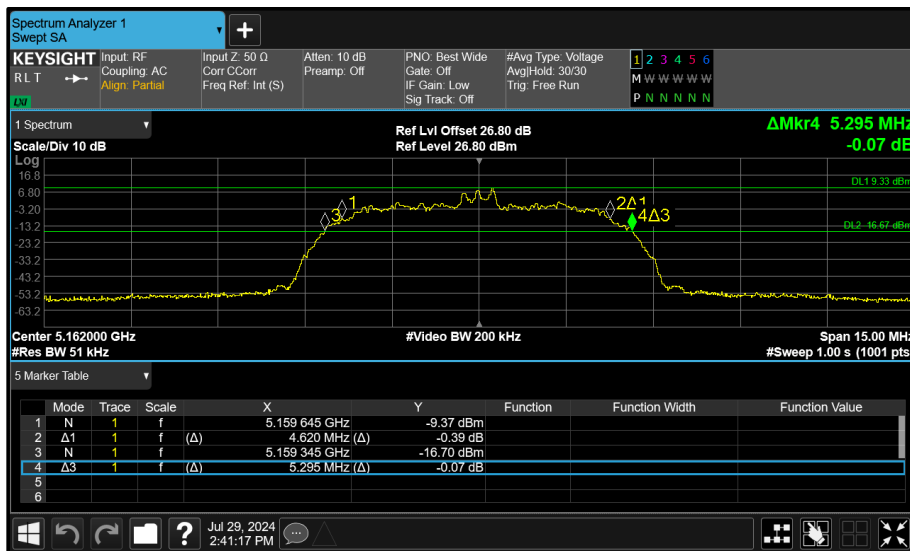 Spectrum Analyzer 1
Swept SA
KEYSIGHT
R L T
LXI
Input: RF
Coupling: AC
Align: Partial
Input Z: 50 Ω
Corr CCorr
Freq Ref: Int (S)
Atten: 10 dB
Preamp: Off
PNO: Best Wide
Gate: Off
IF Gain: Low
Sig Track: Off
#Avg Type: Voltage
Avg|Hold: 30/30
Trig: Free Run
1 2 3 4 5 6
M W W W W W
P N N N N N
1 Spectrum
Scale/Div 10 dB
Ref Lvl Offset 26.80 dB
Ref Level 26.80 dBm
ΔMkr4 5.295 MHz
-0.07 dB
Log
16.8
6.80
-3.20
-13.2
-23.2
-33.2
-43.2
-53.2
-63.2
DL1 9.33 dBm
DL2 -16.67 dBm
3
1
2Δ1
4Δ3
Center 5.162000 GHz
#Res BW 51 kHz
#Video BW 200 kHz
Span 15.00 MHz
#Sweep 1.00 s (1001 pts
5 Marker Table
Mode Trace Scale X Y Function Function Width Function Value
1 N 1 f 5.159 645 GHz -9.37 dBm
2 Δ1 1 f (Δ) 4.620 MHz (Δ) -0.39 dB
3 N 1 f 5.159 345 GHz -16.70 dBm
4 Δ3 1 f (Δ) 5.295 MHz (Δ) -0.07 dB
5
6
?
Jul 29, 2024
2:41:17 PM